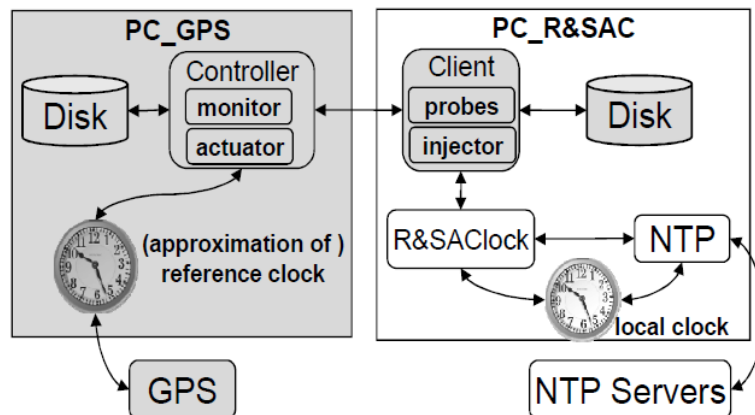 PC_GPS
Controller
monitor
actuator
Disk
(approximation of )
reference clock
GPS
PC_R&SAC
Client
probes
injector
Disk
R&SAClock
NTP
local clock
NTP Servers